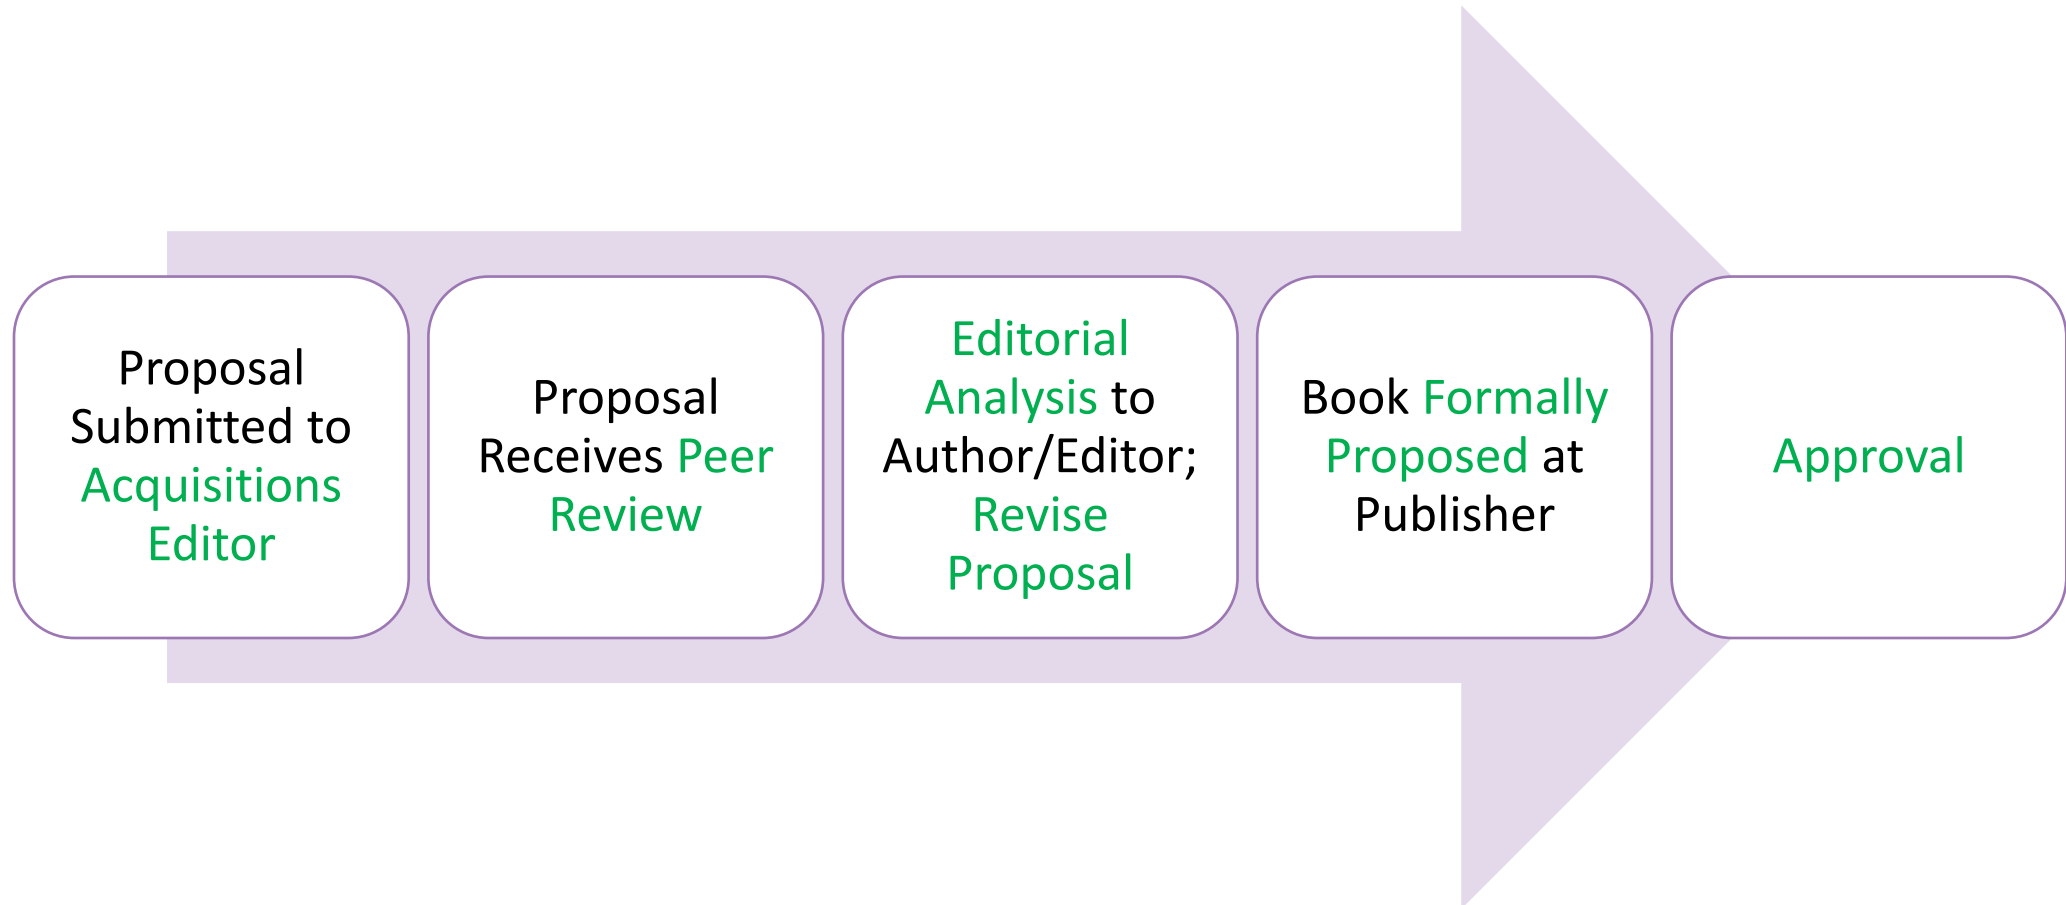 Proposal
Submitted to
Acquisitions
Editor
Proposal
Receives Peer
Review
Editorial
Analysis to
Author/Editor;
Revise
Proposal
Book Formally
Proposed at
Publisher
Approval